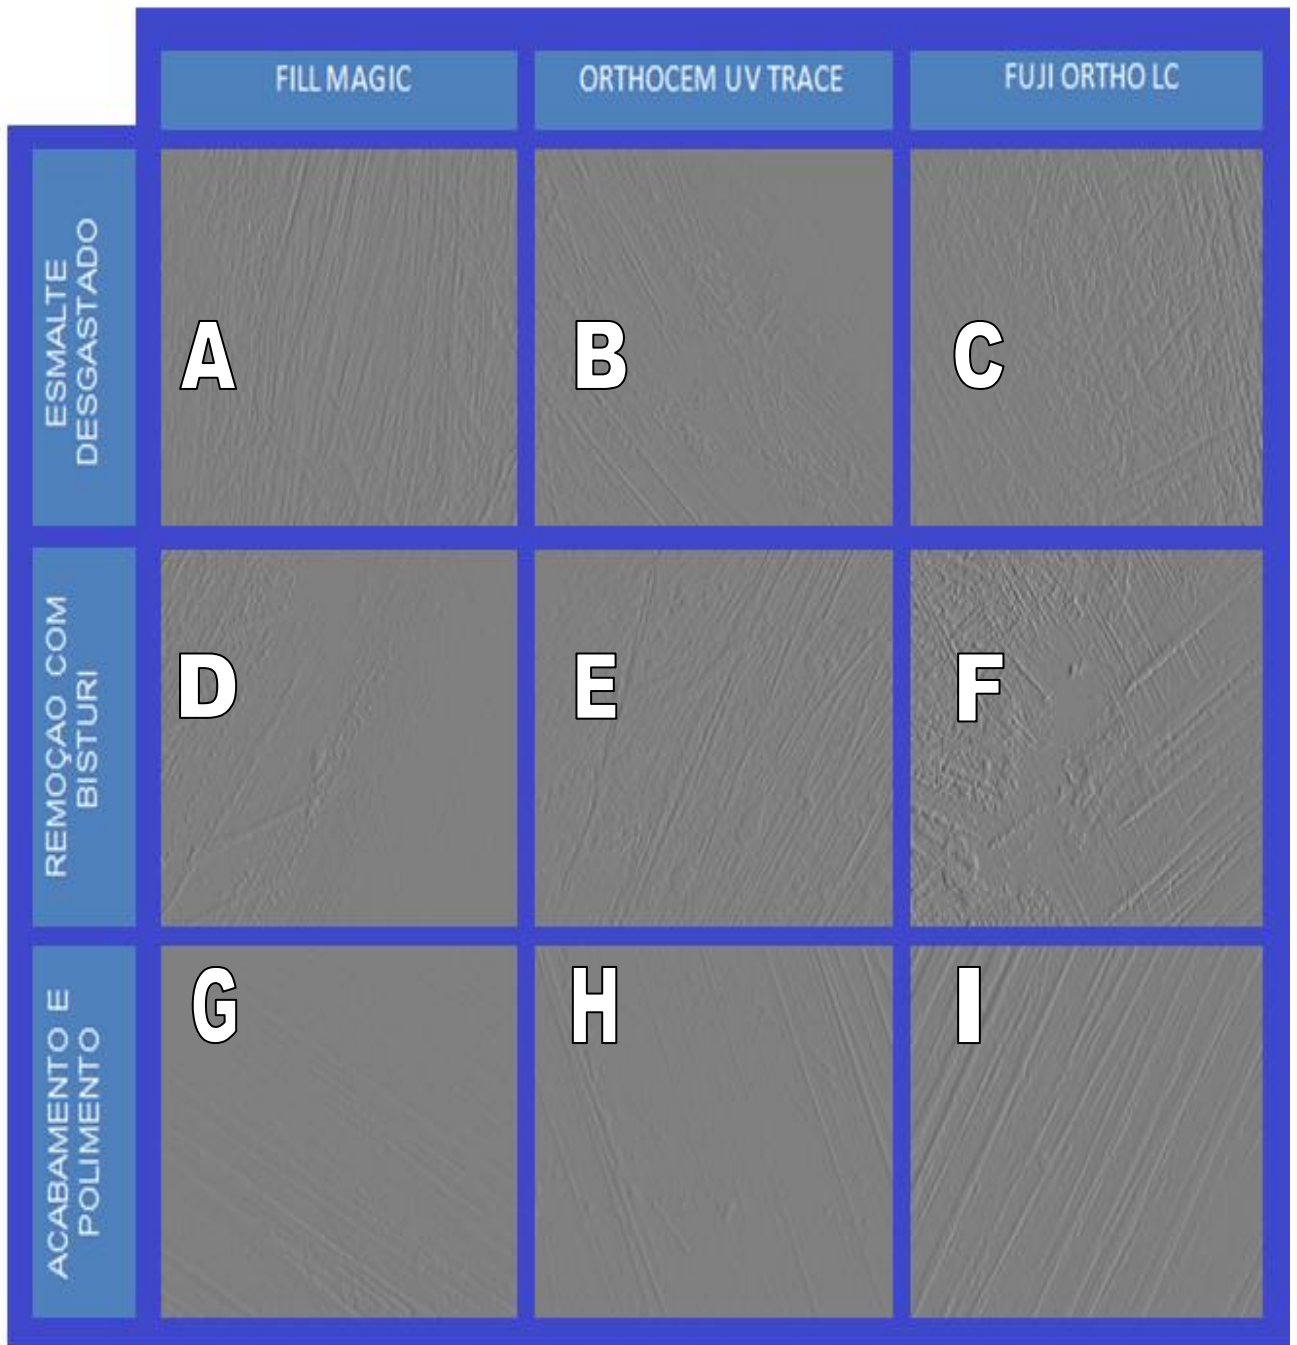 FILL MAGIC
ORTHOCEM UV TRACE
FUJI ORTHO LC
ESMALTE
DESGASTADO
A
B
C
REMOÇAO COM
BISTURI
D
E
F
ACABAMENTO E
POLIMENTO
G
H
I